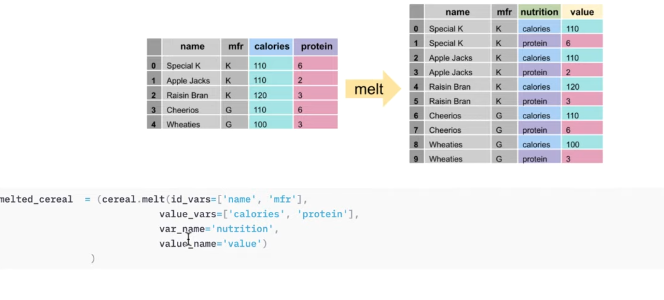 name mfr calories protein
0 Special K K 110 6
1 Apple Jacks K 110 2
2 Raisin Bran K 120 3
3 Cheerios G 110 6
4 Wheaties G 100 3
melt
name mfr nutrition value
0 Special K K calories 110
1 Special K K protein 6
2 Apple Jacks K calories 110
3 Apple Jacks K protein 2
4 Raisin Bran K calories 120
5 Raisin Bran K protein 3
6 Cheerios G calories 110
7 Cheerios G protein 6
8 Wheaties G calories 100
9 Wheaties G protein 3
melted_cereal = (cereal.melt(id_vars=['name', 'mfr'],
value_vars=['calories', 'protein'],
var_name='nutrition',
value_name='value')
)